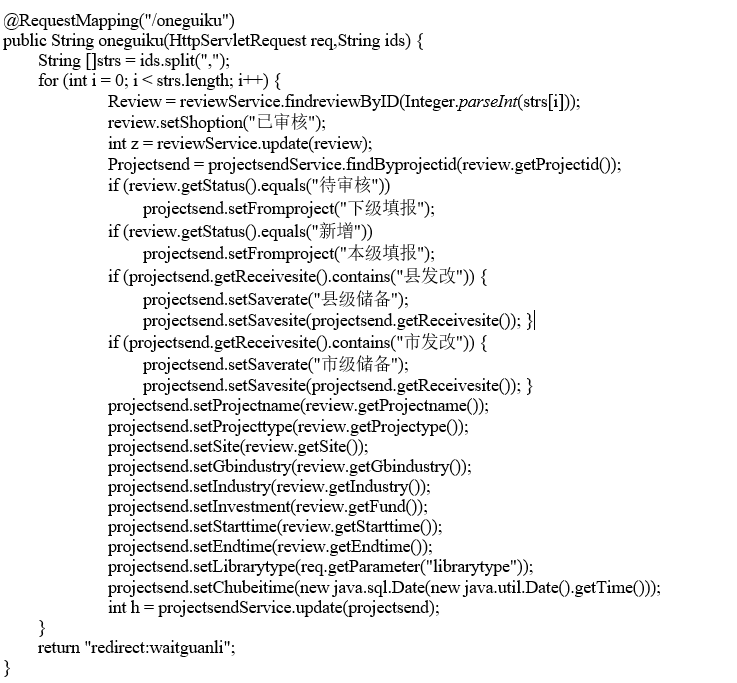 @RequestMapping("/oneguiku")
public String oneguiku(HttpServletRequest req,String ids) {
String []strs = ids.split(",");
for (int i = 0; i < strs.length; i++) {
Review = reviewService.findreviewByID(Integer.parseInt(strs[i]));
review.setShoption("已审核");
int z = reviewService.update(review);
Projectsend = projectsendService.findByprojectid(review.getProjectid());
if (review.getStatus().equals("待审核"))
projectsend.setFromproject("下级填报");
if (review.getStatus().equals("新增"))
projectsend.setFromproject("本级填报");
if (projectsend.getReceivesite().contains("县发改")) {
projectsend.setSaverate("县级储备");
projectsend.setSavesite(projectsend.getReceivesite()); }
if (projectsend.getReceivesite().contains("市发改")) {
projectsend.setSaverate("市级储备");
projectsend.setSavesite(projectsend.getReceivesite()); }
projectsend.setProjectname(review.getProjectname());
projectsend.setProjecttype(review.getProjectype());
projectsend.setSite(review.getSite());
projectsend.setGbindustry(review.getGbindustry());
projectsend.setIndustry(review.getIndustry());
projectsend.setInvestment(review.getFund());
projectsend.setStarttime(review.getStarttime());
projectsend.setEndtime(review.getEndtime());
projectsend.setLibrarytype(req.getParameter("librarytype"));
projectsend.setChubeitime(new java.sql.Date(new java.util.Date().getTime()));
int h = projectsendService.update(projectsend);
}
return "redirect:waitguanli";
}